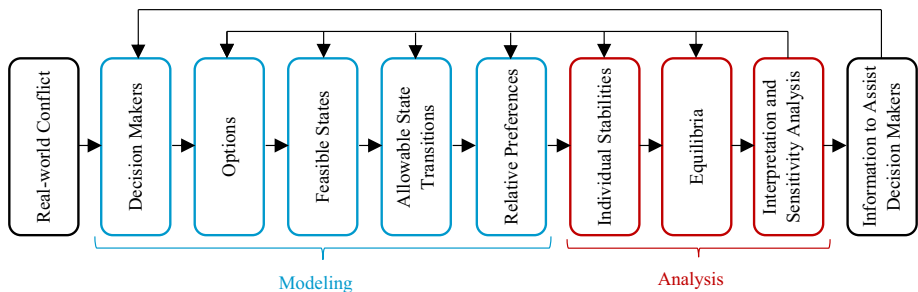 Real-world Conflict
Decision Makers
Options
Feasible States
Allowable State
Transitions
Relative Preferences
Individual Stabilities
Equilibria
Interpretation and
Sensitivity Analysis
Information to Assist
Decision Makers
Modeling
Analysis